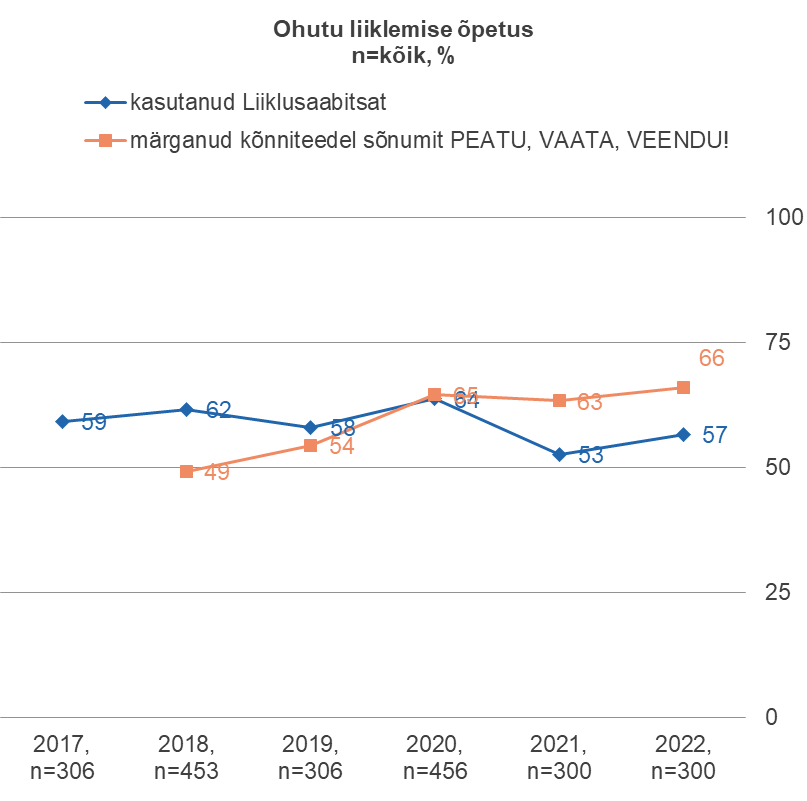 Ohutu liiklemise õpetus
n=kõik, %
kasutanud Liiklusaabitsat
märganud kõnniteedel sõnumit PEATU, VAATA, VEENDU!
100
75
66
65
64
63
62
59
58
57
54
53
50
49
25
0
2017, 2018, 2019, 2020, 2021, 2022,
n=306 n=453 n=306 n=456 n=300 n=300